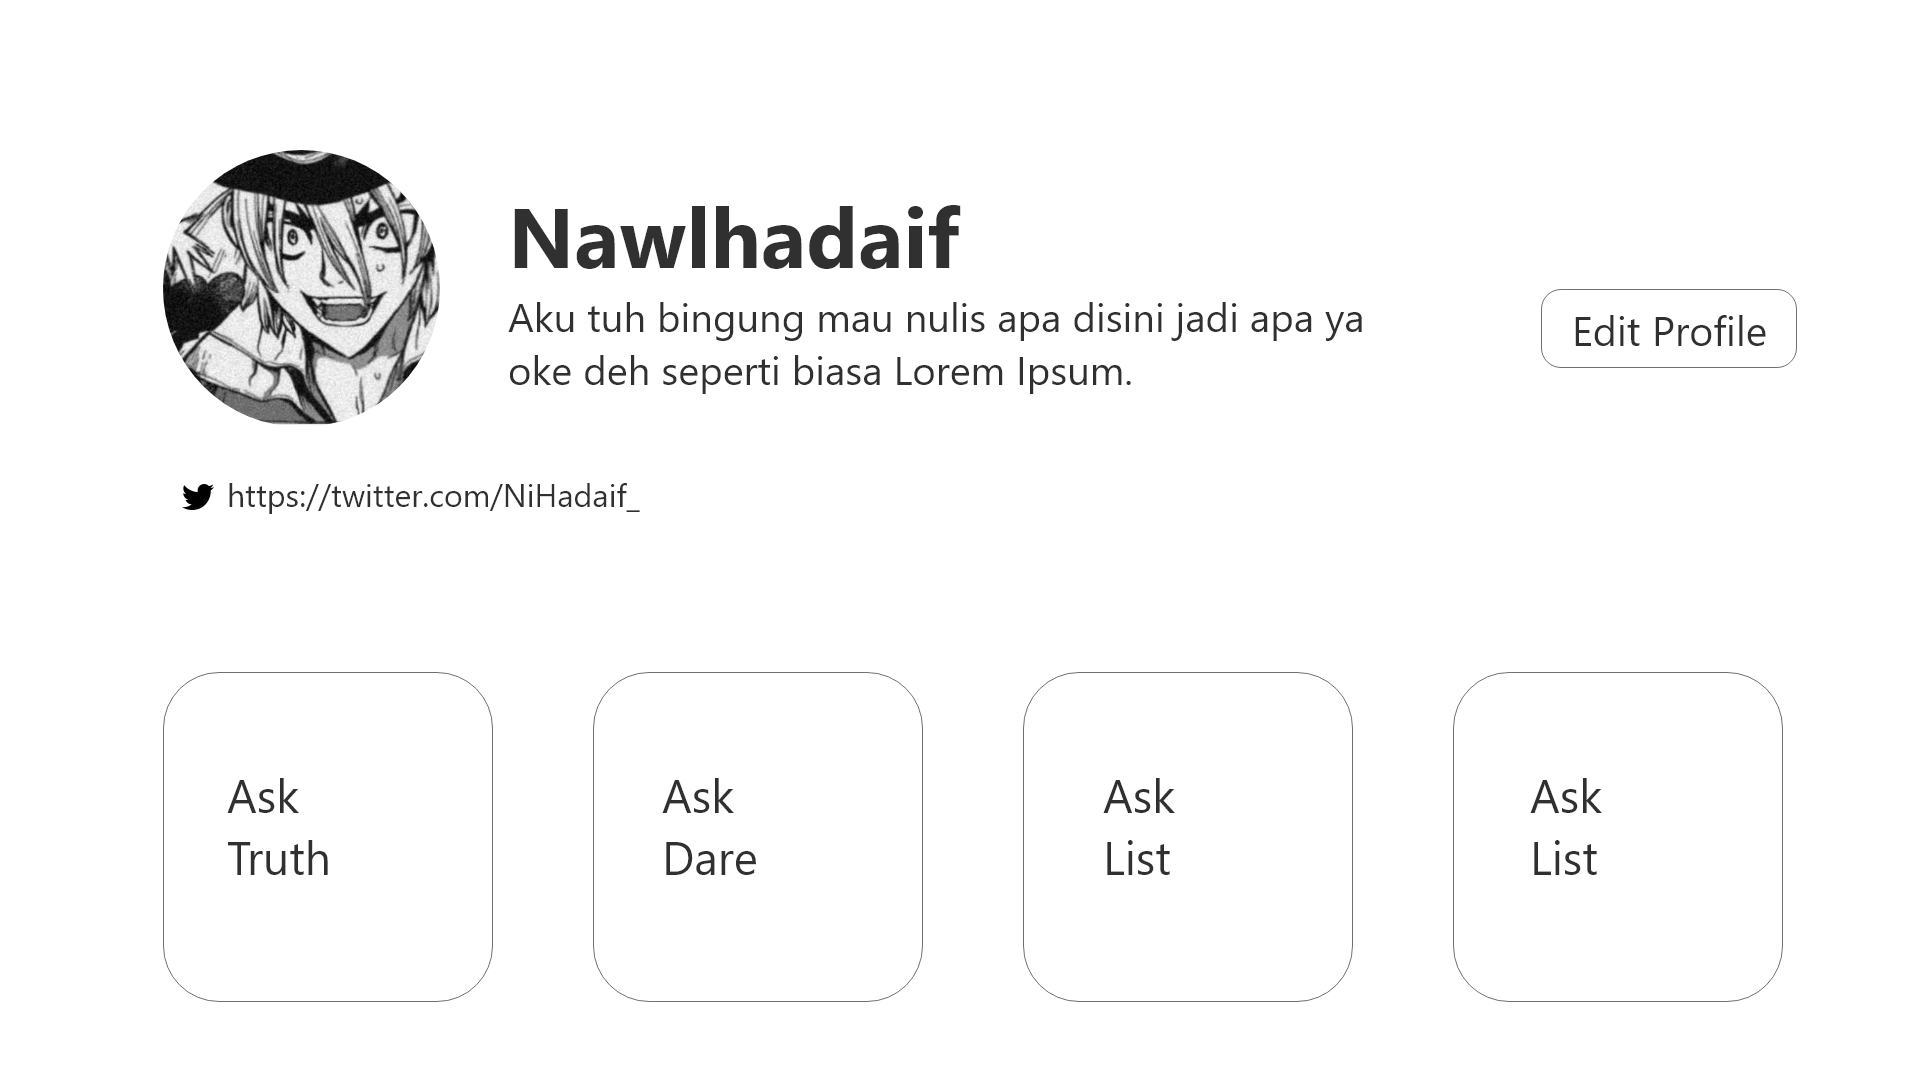 Nawlhadaif
Aku tuh bingung mau nulis apa disini jadi apa ya
oke deh seperti biasa Lorem Ipsum.
Edit Profile
https://twitter.com/NiHadaif_
Ask
Truth
Ask
Dare
Ask
List
Ask
List